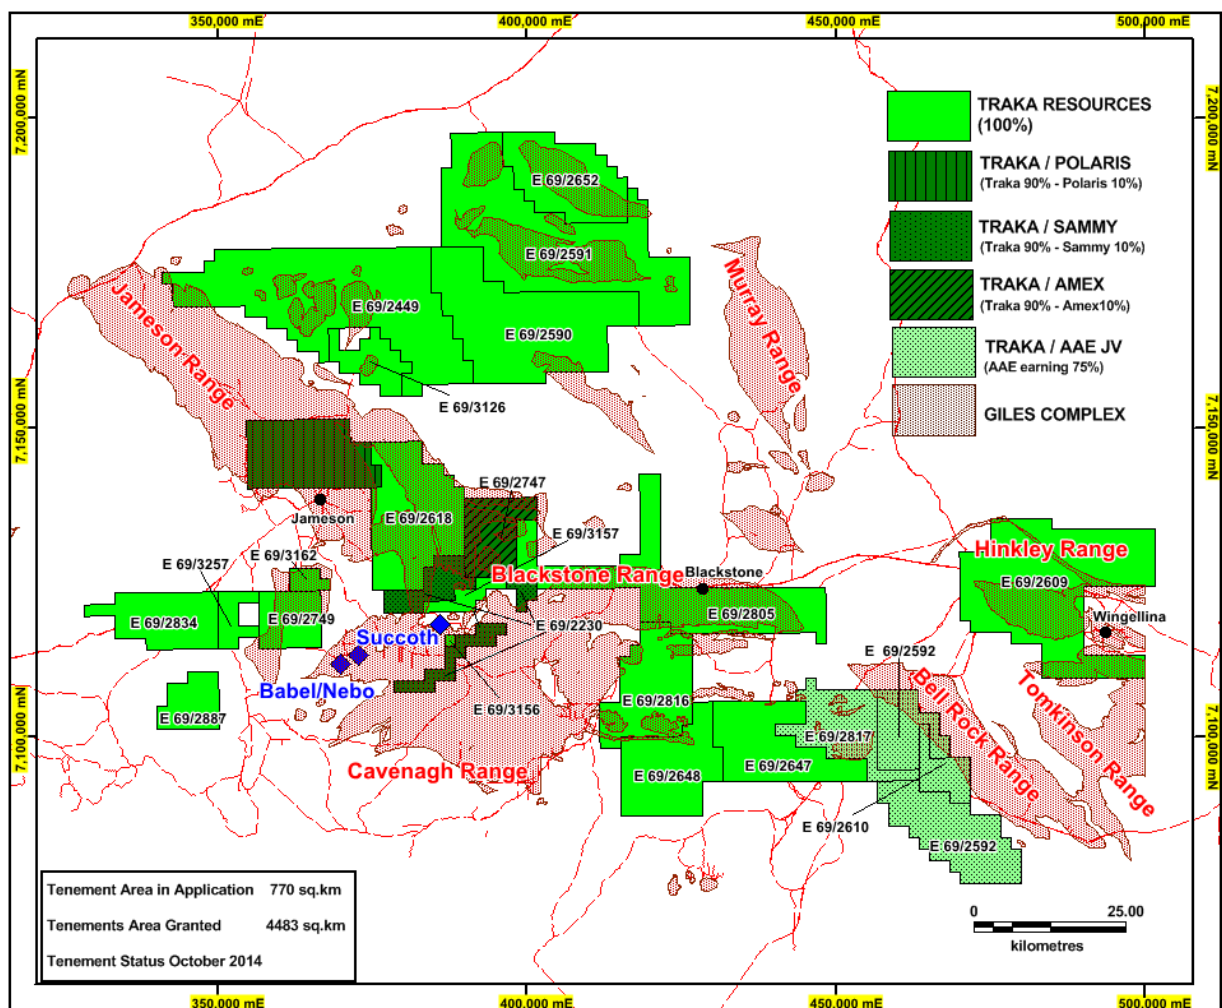 350,000 mE
400,000 mE
450,000 mE
500,000 mE
7,200,000 mN
7,200,000 mN
TRAKA RESOURCES
(100%)
TRAKA / POLARIS
(Traka 90% - Polaris 10%)
TRAKA / SAMMY
(Traka 90% - Sammy 10%)
TRAKA / AMEX
(Traka 90% - Amex10%)
TRAKA / AAE JV
(AAE earning 75%)
GILES COMPLEX
E 69/2652
E 69/2591
E 69/2449
E 69/2590
E 69/3126
Jameson Range
Murray Range
7,150,000 mN
7,150,000 mN
E 69/2747
Jameson
E 69/2618
E 69/3157
E 69/3162
E 69/3257
Blackstone Range
Blackstone
Hinkley Range
E 69/2609
Wingellina
E 69/2834
E 69/2749
E 69/2230
E 69/2805
Succoth
Babel/Nebo
E 69/2592
E 69/2887
E 69/3156
E 69/2816
E 69/2817
Bell Rock Range
Tomkinson Range
7,100,000 mN
7,100,000 mN
Cavenagh Range
E 69/2648
E 69/2647
E 69/2610
E 69/2592
Tenement Area in Application 770 sq.km
Tenements Area Granted 4483 sq.km
Tenement Status October 2014
0 25.00
kilometres
350,000 mE
400,000 mE
450,000 mE
500,000 mE